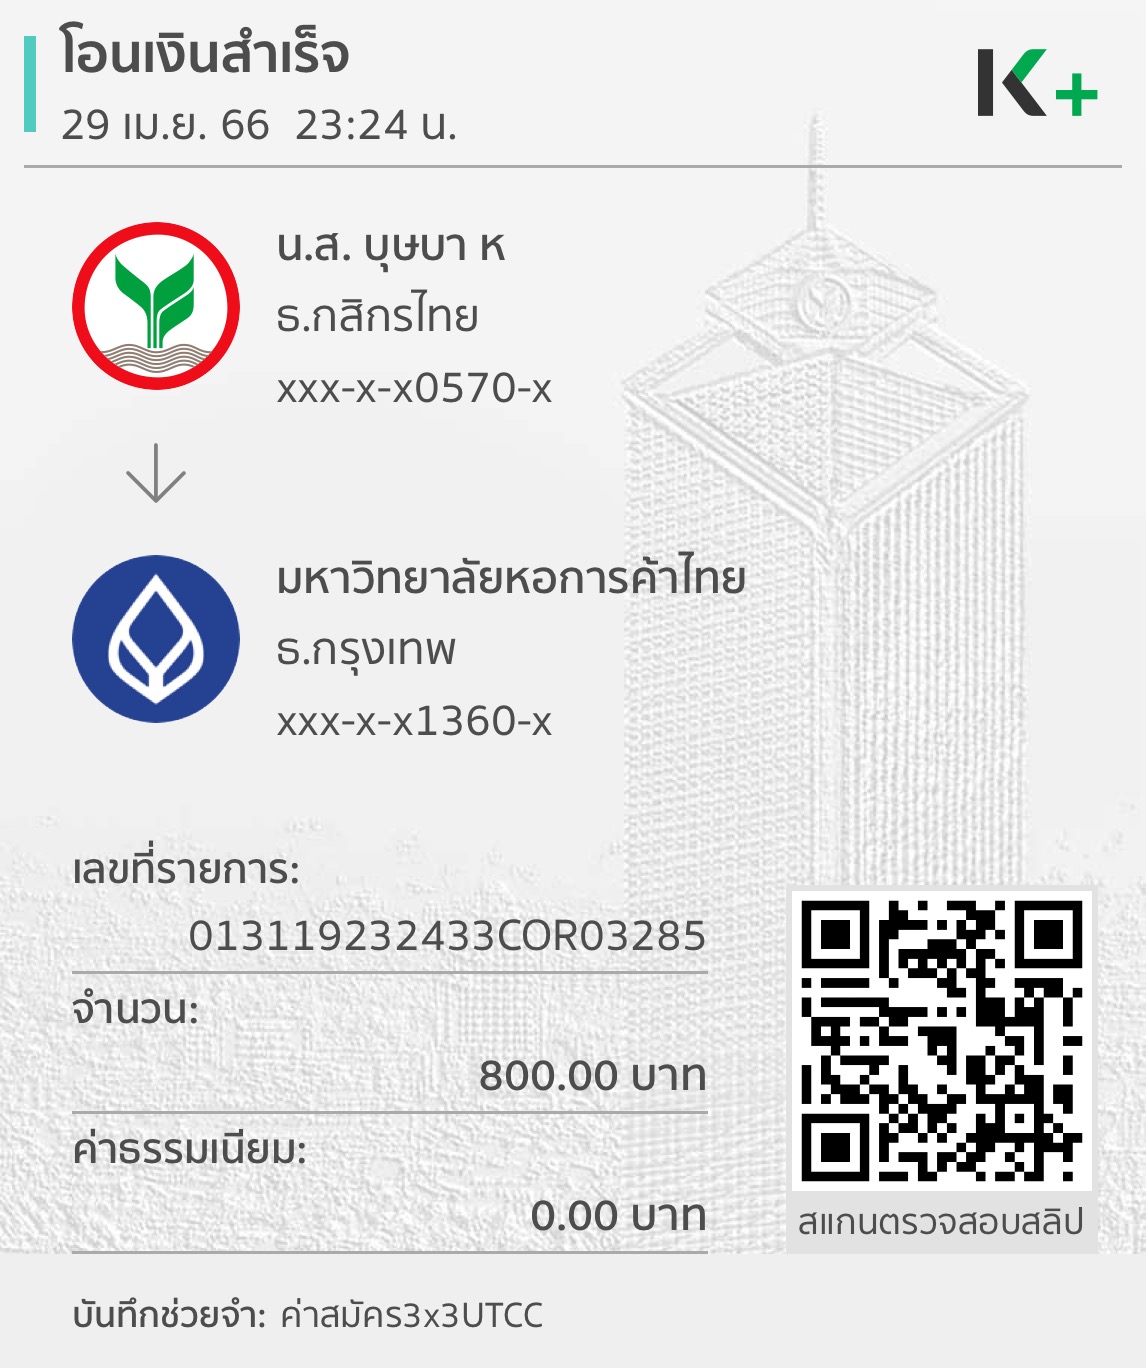 โอนเงินสำเร็จ
29 เม.ย. 66 23:24 น.
K+
น.ส. บุษบา ห
ธ.กสิกรไทย
xxx-x-x0570-x
มหาวิทยาลัยหอการค้าไทย
ธ.กรุงเทพ
xxx-x-x1360-x
เลขที่รายการ:
013119232433COR03285
จำนวน:
800.00 บาท
ค่าธรรมเนียม:
0.00 บาท
สแกนตรวจสอบสลิป
บันทึกช่วยจำ: ค่าสมัคร3x3UTCC